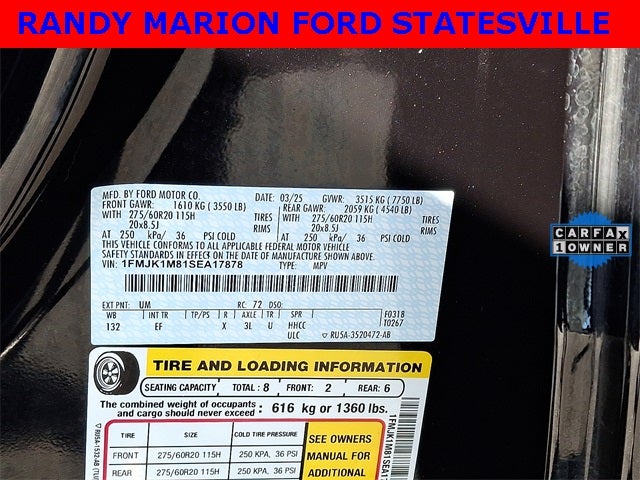 RANDY MARION FORD STATESVILLE
MFD. BY FORD MOTOR CO.
DATE: 03/25 GVWR: 3515 KG ( 7750 LB)
FRONT GAWR: 1610 KG ( 3550 LB) REAR GAWR: 2059 KG ( 4540 LB)
WITH 275/60R20 115H TIRES WITH 275/60R20 115H TIRES
20x8.5J RIMS 20x8.5J RIMS
AT 250 kPa/ 36 PSI COLD AT 250 kPa/ 36 PSI COLD
THIS VEHICLE CONFORMS TO ALL APPLICABLE FEDERAL MOTOR VEHICLE
SAFETY STANDARDS IN EFFECT ON THE DATE OF MANUFACTURE SHOWN ABOVE.
VIN: 1FMJK1M81SEA17878 TYPE: MPV
EXT PNT: UM RC: 72 DSO:
WB INT TR TP/PS R AXLE TR SPR F0318
132 EF X 3L U HHCC T0267
ULC ▽ RU5A-3520472-AB
CARFAX
1 OWNER
TIRE AND LOADING INFORMATION
SEATING CAPACITY TOTAL: 8 FRONT: 2 REAR: 6
The combined weight of occupants and cargo should never exceed: 616 kg or 1360 lbs.
TIRE SIZE COLD TIRE PRESSURE
FRONT 275/60R20 115H 250 KPA, 36 PSI
REAR 275/60R20 115H 250 KPA, 36 PSI
SEE OWNERS
MANUAL FOR
ADDITIONAL